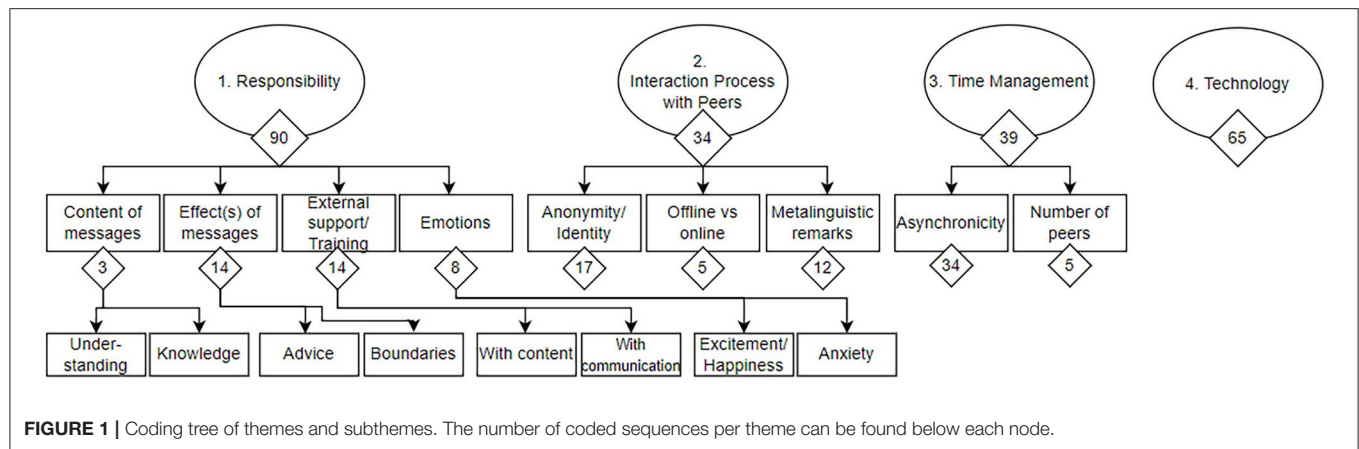 1. Responsibility
90
2.
Interaction Process
with Peers
34
3. Time Management
39
4. Technology
65
Content of
messages
3
Effect(s) of
messages
14
External
support/
Training
14
Emotions
8
Anonymity/
Identity
17
Offline vs
online
5
Metalinguistic
remarks
12
Asynchronicity
34
Number of
peers
5
Under-
standing
Knowledge
Advice
Boundaries
With content
With
communication
Excitement/
Happiness
Anxiety
FIGURE 1 | Coding tree of themes and subthemes. The number of coded sequences per theme can be found below each node.